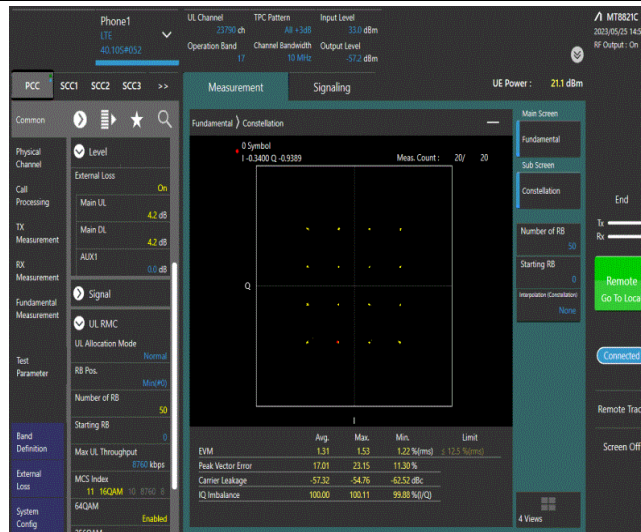 Phone1
LTE
40.105#052
UL Channel TPC Pattern Input Level
23790 ch All +3dB 33.0 dBm
Operation Band Channel Bandwidth Output Level
17 10 MHz -57.2 dBm
MT8821C
2023/05/25 14:5
RF Output : On
PCC SCC1 SCC2 SCC3 >>
Measurement Signaling
UE Power : 21.1 dBm
Common
Physical Channel
Call Processing
TX Measurement
RX Measurement
Fundamental Measurement
Test Parameter
Band Definition
External Loss
System Config
Level
External Loss
On
Main UL
4.2 dB
Main DL
4.2 dB
AUX1
0.0 dB
Signal
UL RMC
UL Allocation Mode
Normal
RB Pos.
Min(#0)
Number of RB
50
Starting RB
0
Max UL Throughput
8760 kbps
MCS Index
11 16QAM 10 8760 8
64QAM
Enabled
256QAM
Fundamental ⟩ Constellation
0 Symbol
I -0.3400 Q -0.9389 Meas. Count : 20/ 20
Q
I
Avg. Max. Min. Limit
EVM 1.31 1.53 1.22 %(rms) ≤ 12.5 %(rms)
Peak Vector Error 17.01 23.15 11.30 %
Carrier Leakage -57.32 -54.76 -62.52 dBc
IQ Imbalance 100.00 100.11 99.88 %(I/Q)
Main Screen
Fundamental
Sub Screen
Constellation
Number of RB
50
Starting RB
0
Interpolation (Constellation)
None
4 Views
End
Tx
Rx
Remote
Go To Loca
Connected
Remote Trac
Screen Off